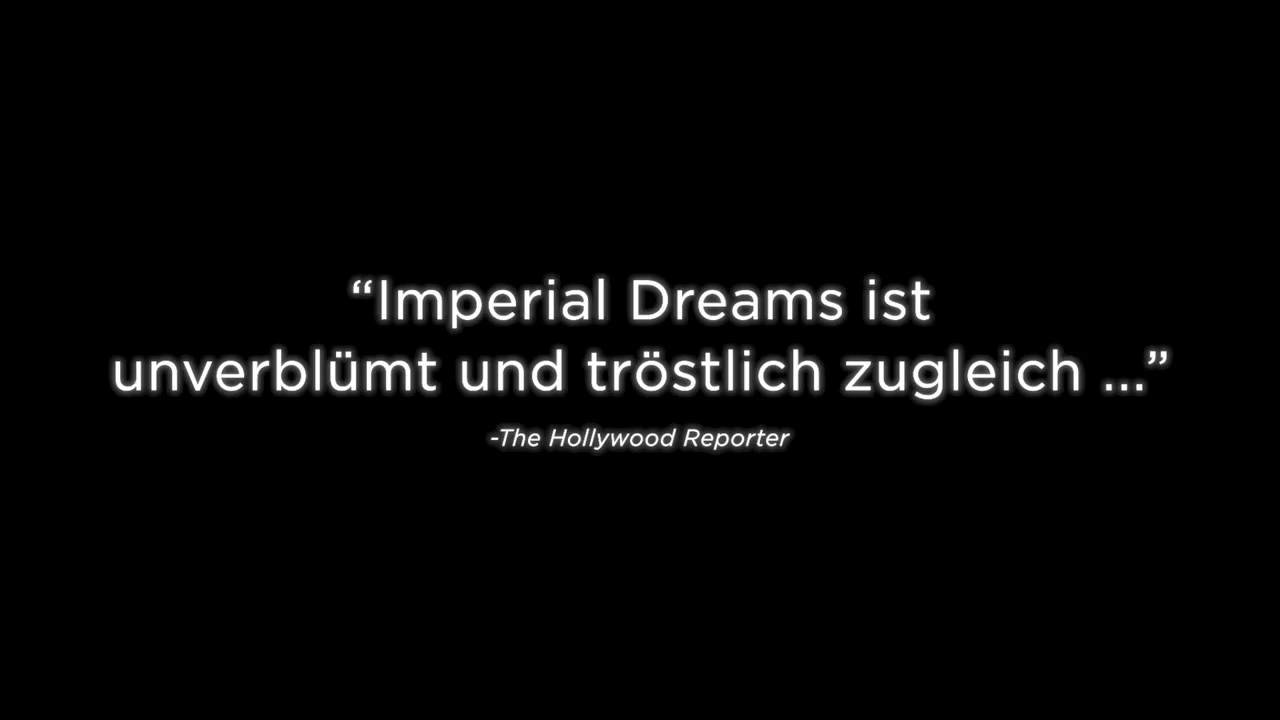 “Imperial Dreams ist
unverblümt und tröstlich zugleich ...”
-The Hollywood Reporter